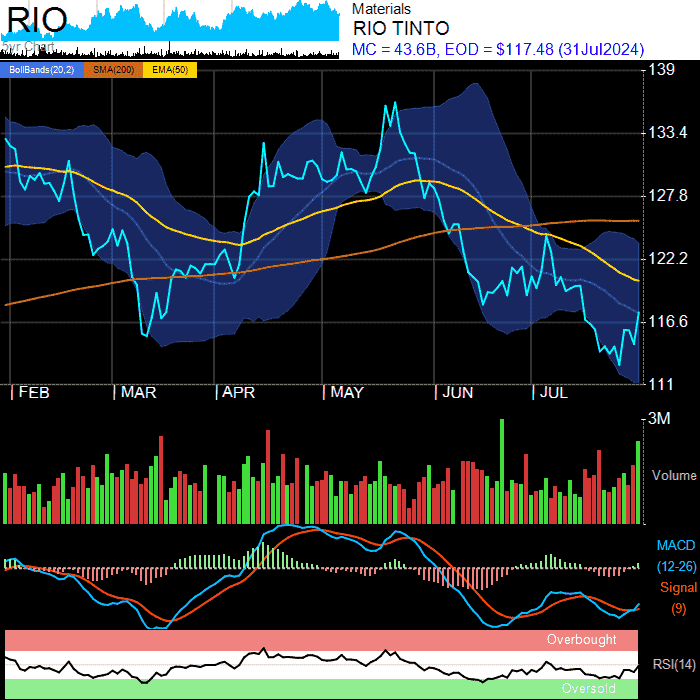 RIO
5yr Chart
Materials
RIO TINTO
MC = 43.6B, EOD = $117.48 (31Jul2024)
BollBands(20,2) SMA(200) EMA(50)
139
133.4
127.8
122.2
116.6
111
FEB MAR APR MAY JUN JUL
3M
Volume
MACD
(12-26)
Signal
(9)
Overbought
RSI(14)
Oversold